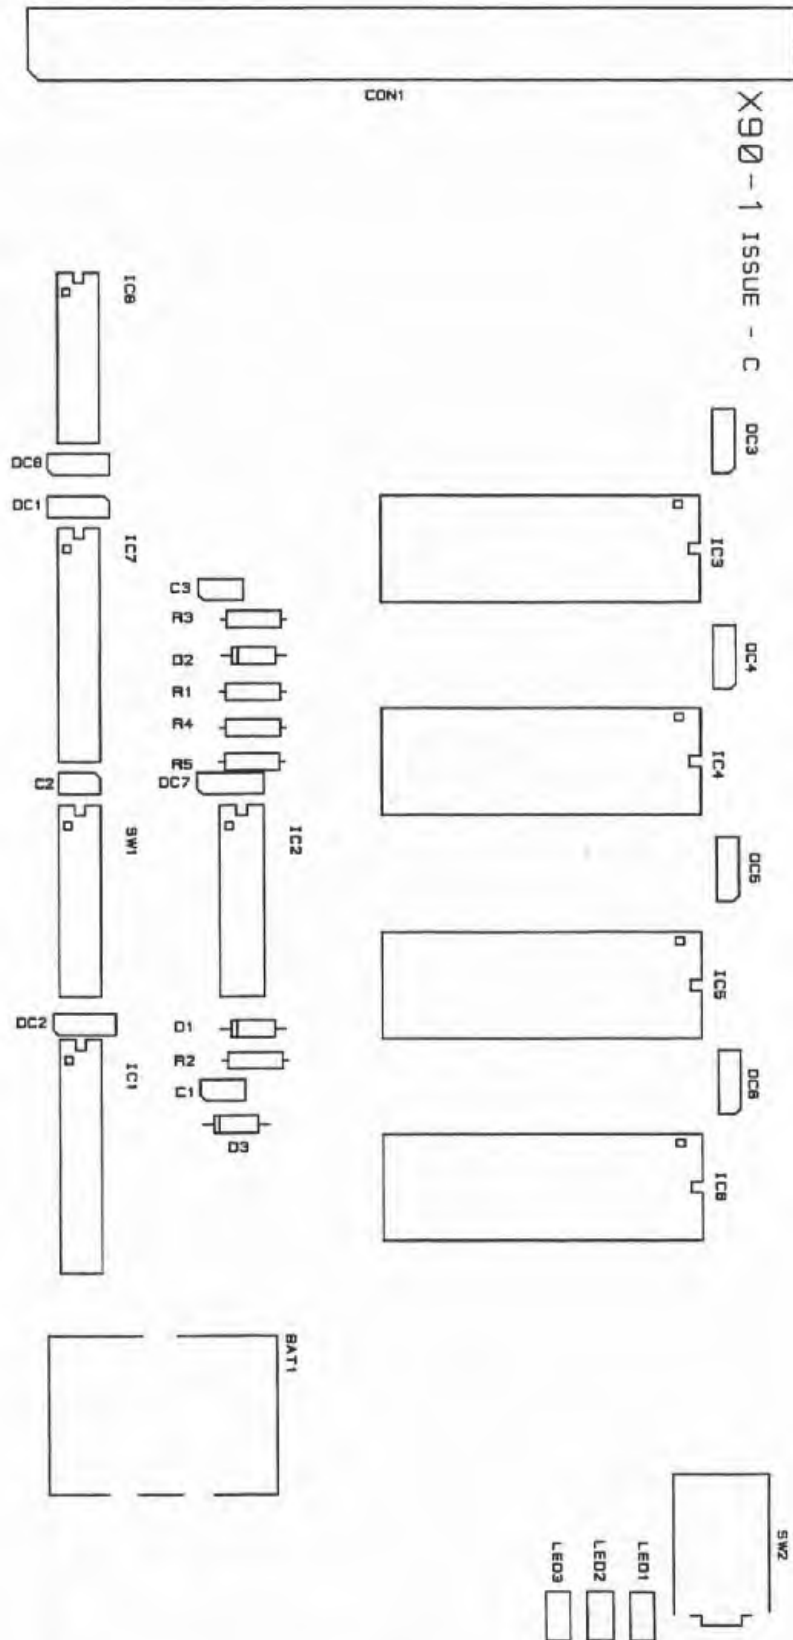 CON1
X90-1 ISSUE - C
IC8
DC3
DC8
DC1
IC7
IC3
C3
R3
DC4
D2
R1
R4
R5
IC4
C2
DC7
SW1
IC2
DC5
IC5
DC2
D1
R2
IC1
C1
DC6
D3
IC6
BAT1
SW2
LED3
LED2
LED1